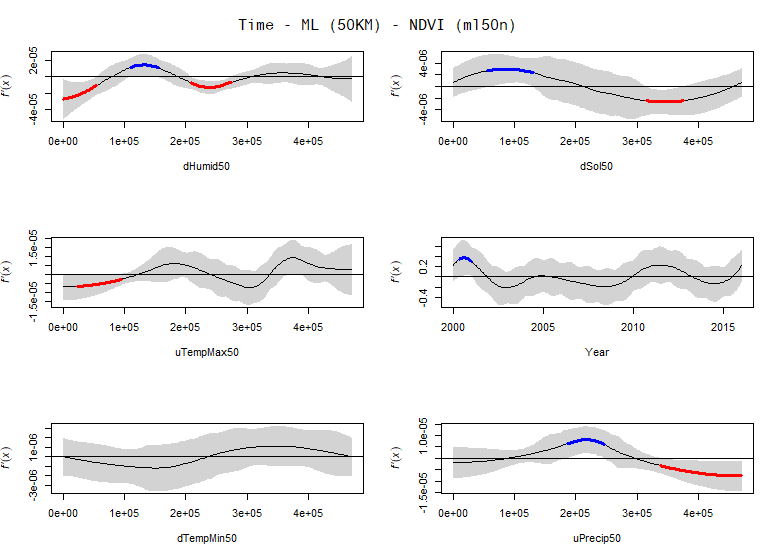 Time - ML (50KM) - NDVI (ml50n)
f'(x)
-4e-05 2e-05
0e+00 1e+05 2e+05 3e+05 4e+05
dHumid50
f'(x)
-4e-06 4e-06
0e+00 1e+05 2e+05 3e+05 4e+05
dSol50
f'(x)
-1.5e-05 1.5e-05
0e+00 1e+05 2e+05 3e+05 4e+05
uTempMax50
f'(x)
-0.4 0.2
2000 2005 2010 2015
Year
f'(x)
-3e-06 1e-06
0e+00 1e+05 2e+05 3e+05 4e+05
dTempMin50
f'(x)
-1.5e-05 1.0e-05
0e+00 1e+05 2e+05 3e+05 4e+05
uPrecip50